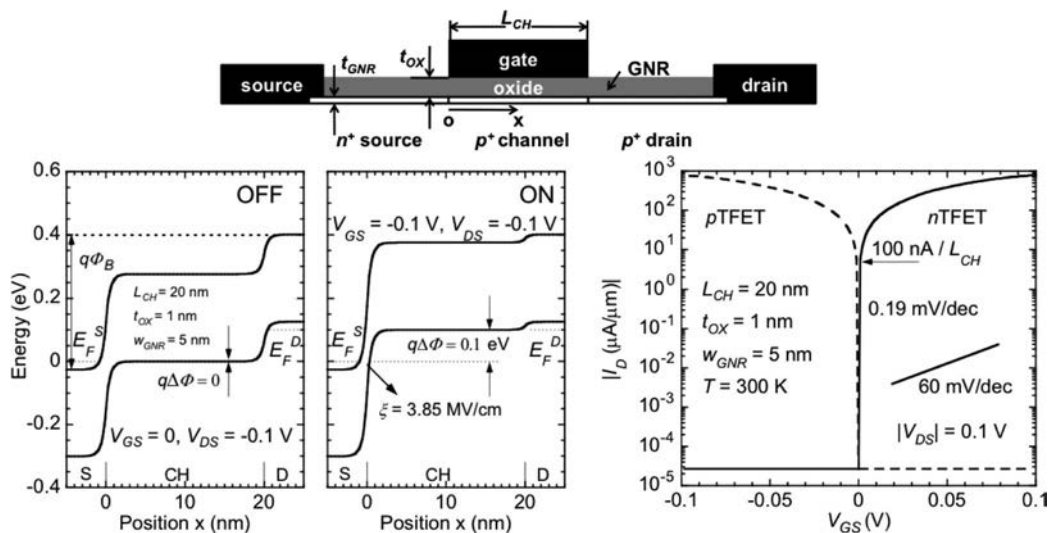 L_CH
gate
t_OX
t_GNR
GNR
source
oxide
drain
o
x
n⁺ source
p⁺ channel
p⁺ drain
Energy (eV)
0.6
0.4
0.2
0
-0.2
-0.4
OFF
qΦ_B
L_CH = 20 nm
t_OX = 1 nm
w_GNR = 5 nm
E_F^S
E_F^D
qΔΦ = 0
V_GS = 0, V_DS = -0.1 V
S
CH
D
0
10
20
Position x (nm)
ON
V_GS = -0.1 V, V_DS = -0.1 V
E_F^S
qΔΦ = 0.1 eV
E_F^D
ξ = 3.85 MV/cm
S
CH
D
0
10
20
Position x (nm)
|I_D| (μA/μm)
10³
10²
10¹
10⁰
10⁻¹
10⁻²
10⁻³
10⁻⁴
10⁻⁵
pTFET
nTFET
100 nA / L_CH
L_CH = 20 nm
t_OX = 1 nm
w_GNR = 5 nm
T = 300 K
0.19 mV/dec
60 mV/dec
|V_DS| = 0.1 V
-0.1
-0.05
0
0.05
0.1
V_GS (V)